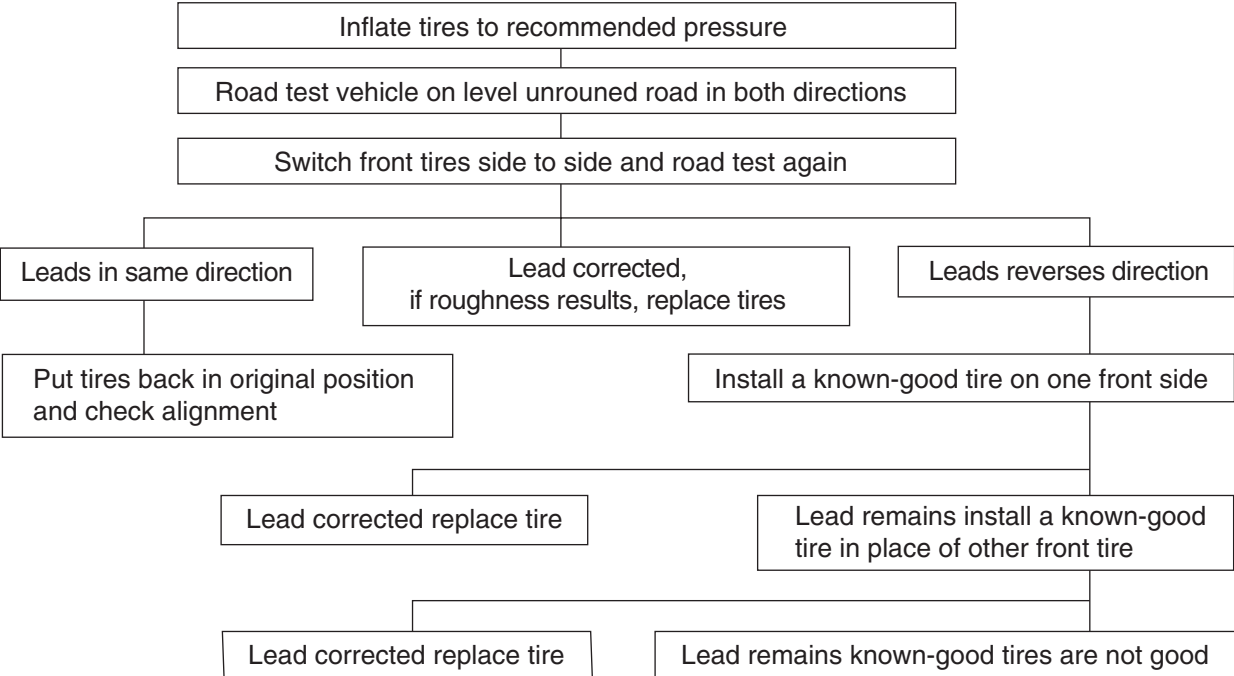 Inflate tires to recommended pressure
Road test vehicle on level unrouned road in both directions
Switch front tires side to side and road test again
Leads in same direction
Lead corrected,
if roughness results, replace tires
Leads reverses direction
Put tires back in original position
and check alignment
Install a known-good tire on one front side
Lead corrected replace tire
Lead remains install a known-good
tire in place of other front tire
Lead corrected replace tire
Lead remains known-good tires are not good